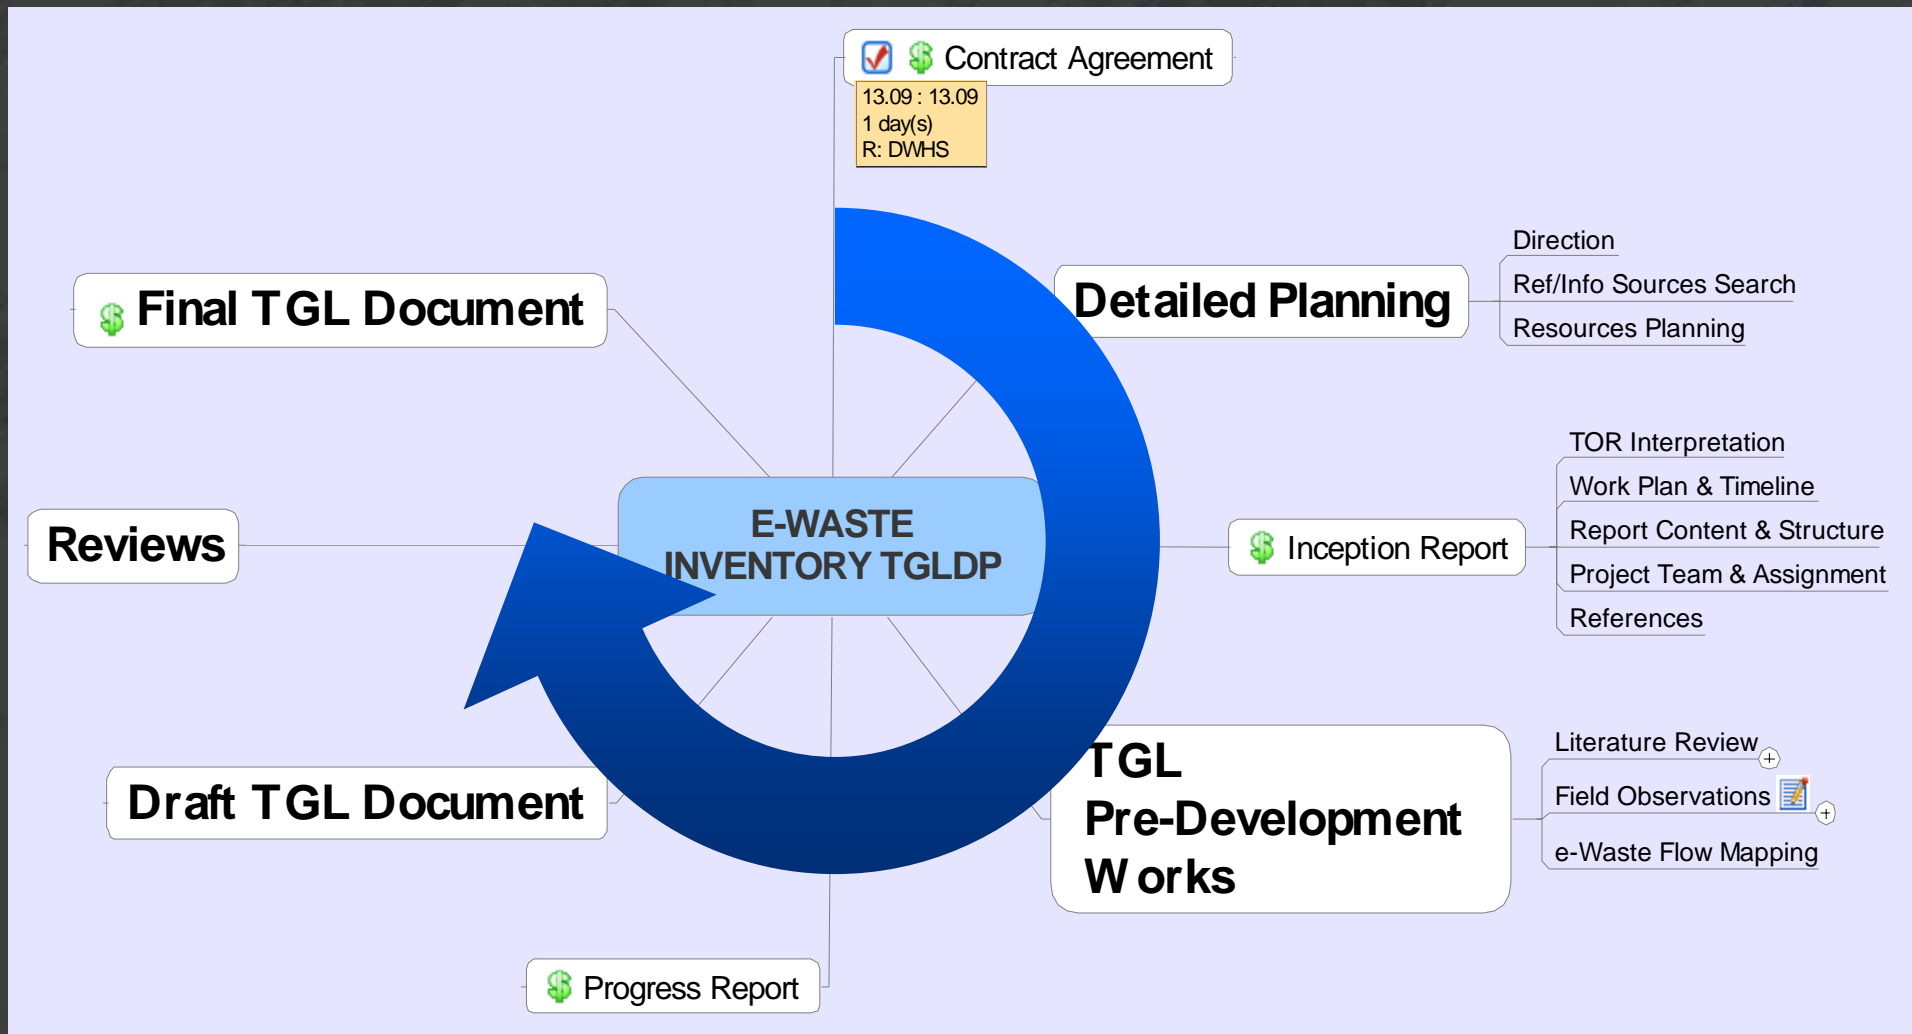 Contract Agreement
13.09 : 13.09
1 day(s)
R: DWHS
Detailed Planning
Direction
Ref/Info Sources Search
Resources Planning
Inception Report
TOR Interpretation
Work Plan & Timeline
Report Content & Structure
Project Team & Assignment
References
TGL
Pre-Development
Works
Literature Review
Field Observations
e-Waste Flow Mapping
Progress Report
Draft TGL Document
Reviews
Final TGL Document
E-WASTE
INVENTORY TGLDP